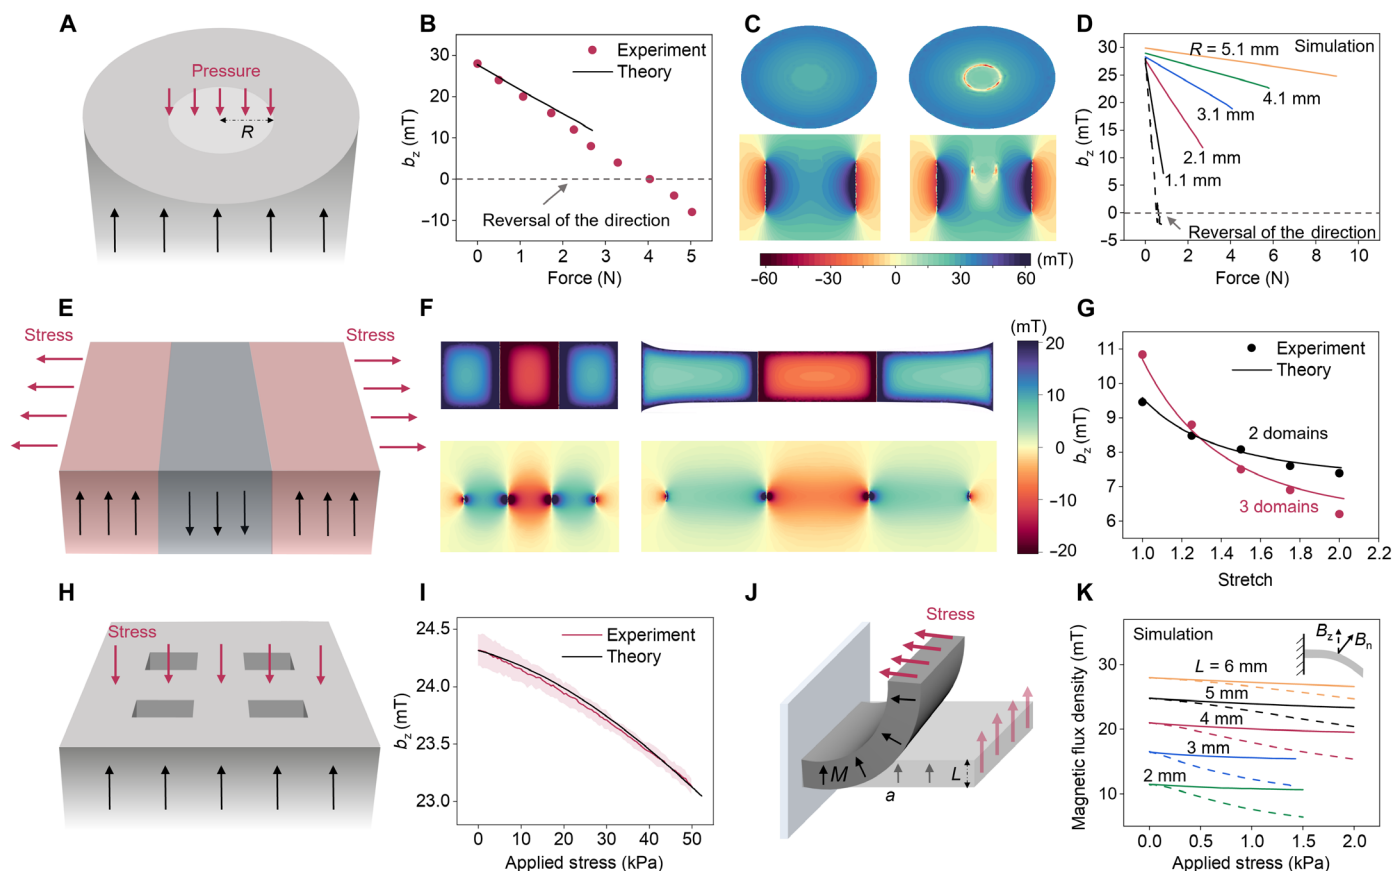 A
Pressure
R
B
30
20
10
0
−10
b_z (mT)
Experiment
Theory
Reversal of the direction
0 1 2 3 4 5
Force (N)
C
−60 −30 0 30 60
(mT)
D
30
25
20
15
10
5
0
−5
b_z (mT)
R = 5.1 mm
Simulation
4.1 mm
3.1 mm
2.1 mm
1.1 mm
Reversal of the direction
0 2 4 6 8 10
Force (N)
E
Stress
Stress
F
(mT)
20
10
0
−10
−20
G
11
10
9
8
7
6
b_z (mT)
Experiment
Theory
2 domains
3 domains
1.0 1.2 1.4 1.6 1.8 2.0 2.2
Stretch
H
Stress
I
24.5
24.0
23.5
23.0
b_z (mT)
Experiment
Theory
0 10 20 30 40 50
Applied stress (kPa)
J
Stress
M
L
a
K
Magnetic flux density (mT)
30
20
10
Simulation
B_z
B_n
L = 6 mm
5 mm
4 mm
3 mm
2 mm
0.0 0.5 1.0 1.5 2.0
Applied stress (kPa)